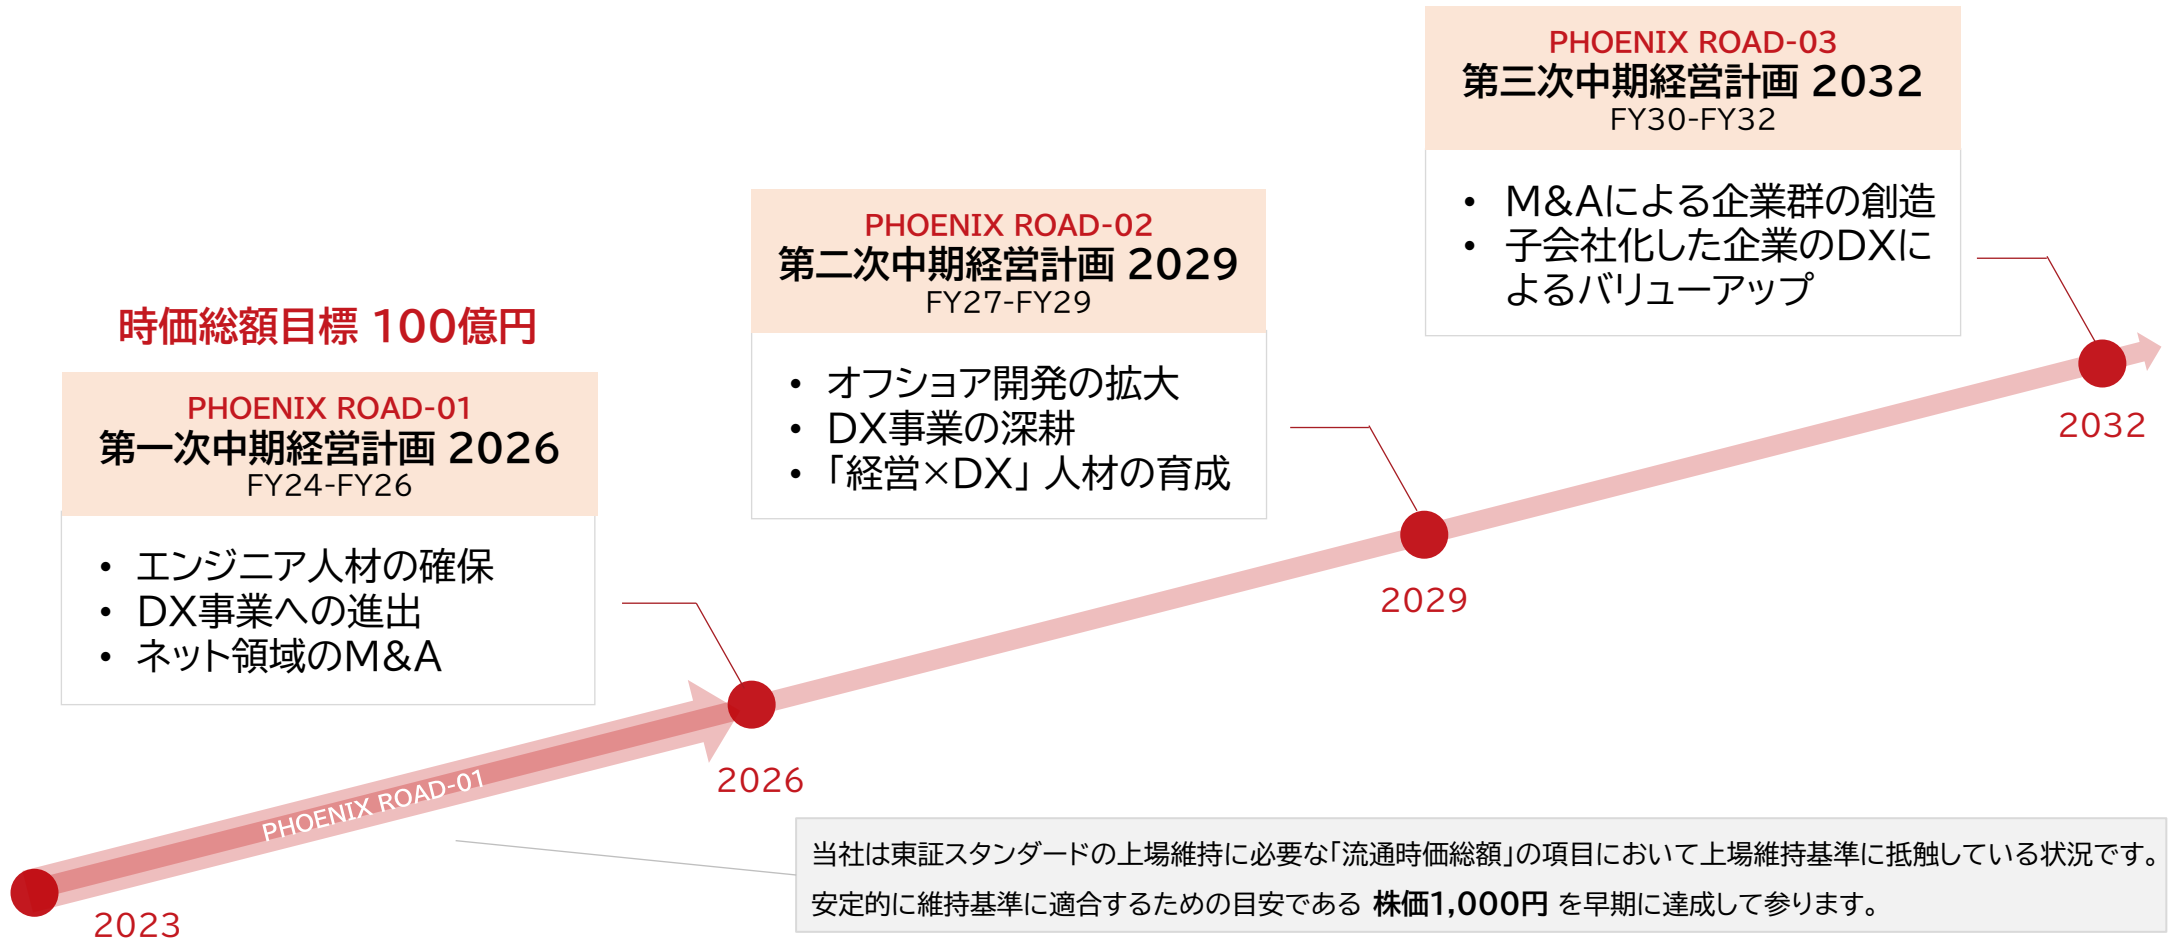 時価総額目標 100億円
PHOENIX ROAD-01
第一次中期経営計画 2026
FY24-FY26
• エンジニア人材の確保
• DX事業への進出
• ネット領域のM&A
PHOENIX ROAD-02
第二次中期経営計画 2029
FY27-FY29
• オフショア開発の拡大
• DX事業の深耕
• 「経営×DX」 人材の育成
PHOENIX ROAD-03
第三次中期経営計画 2032
FY30-FY32
• M&Aによる企業群の創造
• 子会社化した企業のDXに
よるバリューアップ
PHOENIX ROAD-01
2023
2026
2029
2032
当社は東証スタンダードの上場維持に必要な「流通時価総額」の項目において上場維持基準に抵触している状況です。
安定的に維持基準に適合するための目安である 株価1,000円 を早期に達成して参ります。